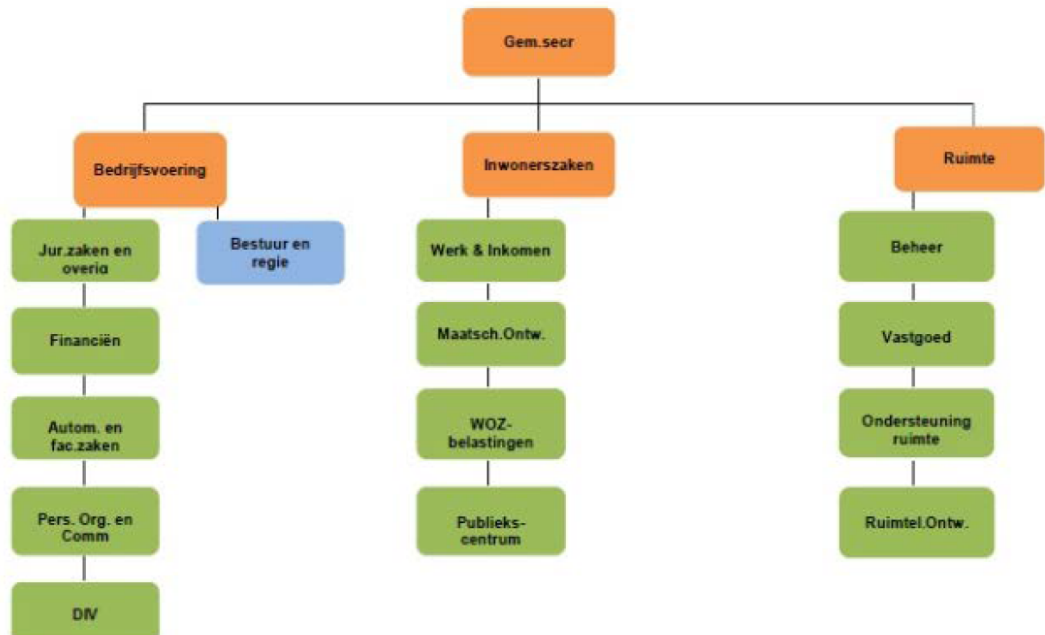 Gem.secr
Bedrijfsvoering
Inwonerszaken
Ruimte
Jur.zaken en
overig
Bestuur en
regie
Werk & Inkomen
Beheer
Financiën
Maatsch.Ontw.
Vastgoed
Autom. en
fac.zaken
WOZ-
belastingen
Ondersteuning
ruimte
Pers. Org. en
Comm
Publieks-
centrum
Ruimtel.Ontw.
DIV